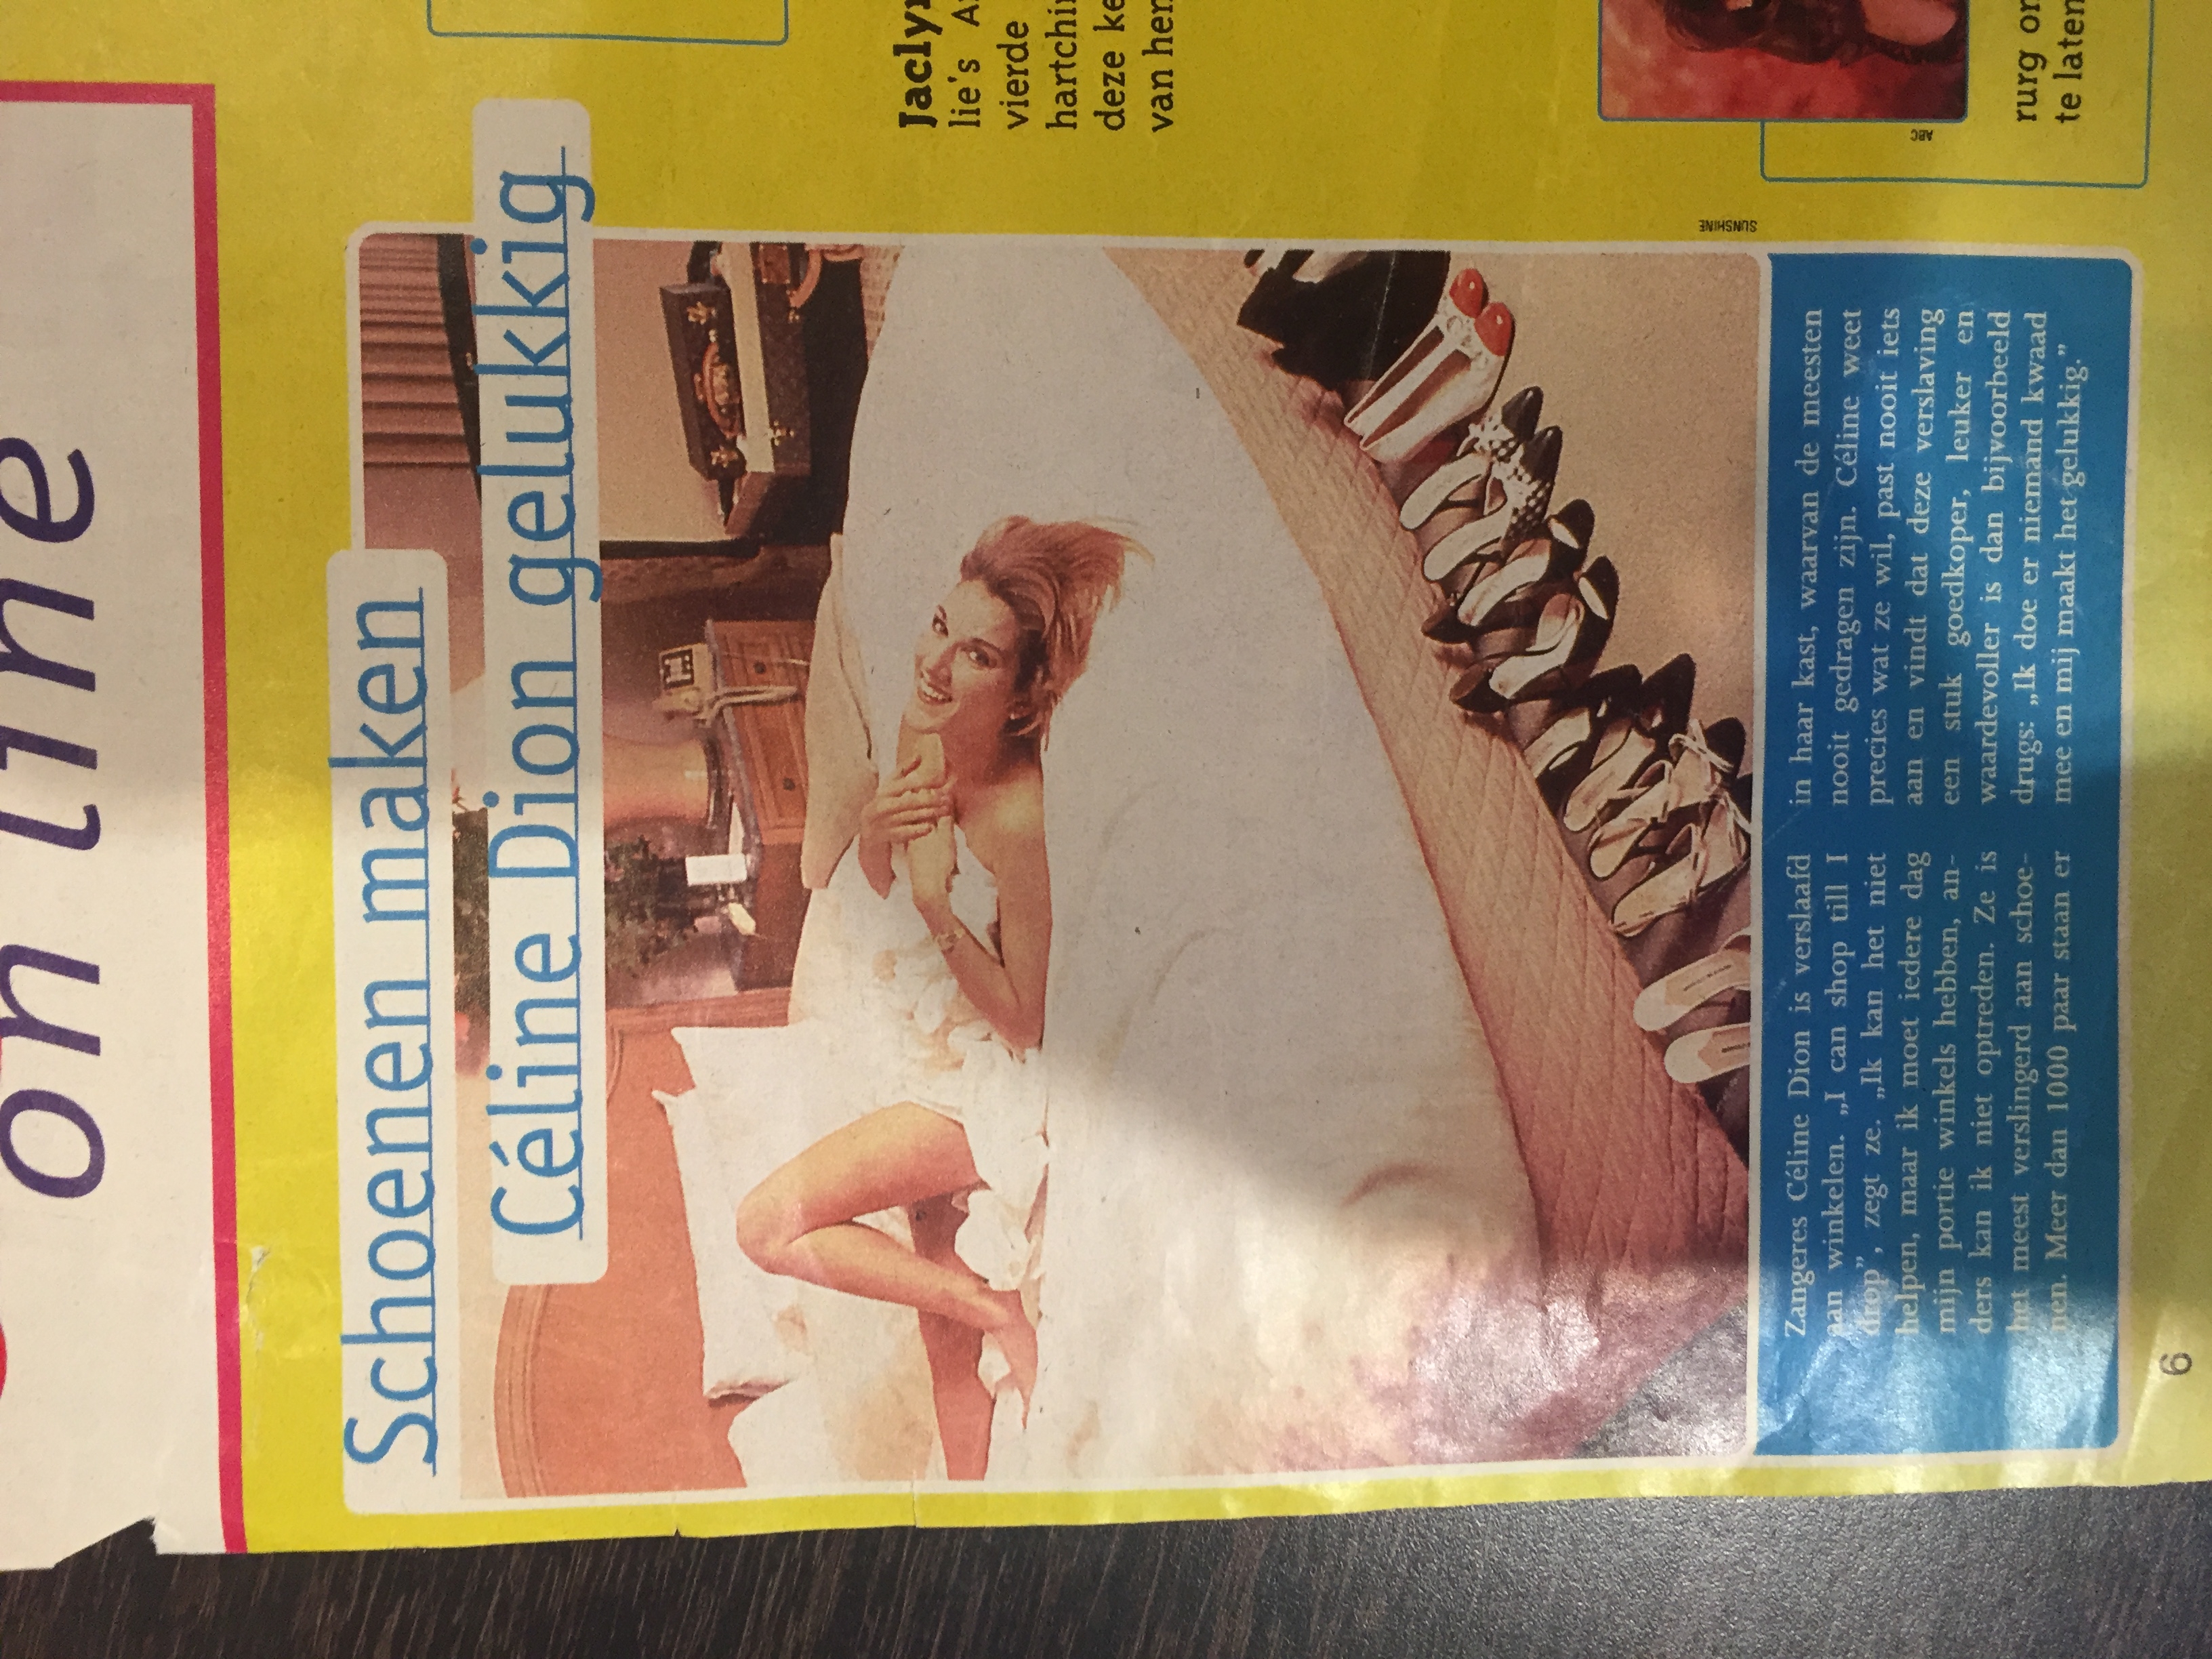 on line
Schoenen maken
Céline Dion gelukkig
SUNSHINE
Zangeres Céline Dion is verslaafd
aan winkelen. „I can shop till I
drop”, zegt ze. „Ik kan het niet
helpen, maar ik moet iedere dag
mijn portie winkels hebben, an-
ders kan ik niet optreden. Ze is
het meest verslingerd aan schoe-
nen. Meer dan 1000 paar staan er
in haar kast, waarvan de meesten
nooit gedragen zijn. Céline weet
precies wat ze wil, past nooit iets
aan en vindt dat deze verslaving
een stuk goedkoper, leuker en
waardevoller is dan bijvoorbeeld
drugs: „Ik doe er niemand kwaad
mee en mij maakt het gelukkig.”
lie's
vierde
hartchi
deze ke
van hen
ABC
rurg
te laten
6